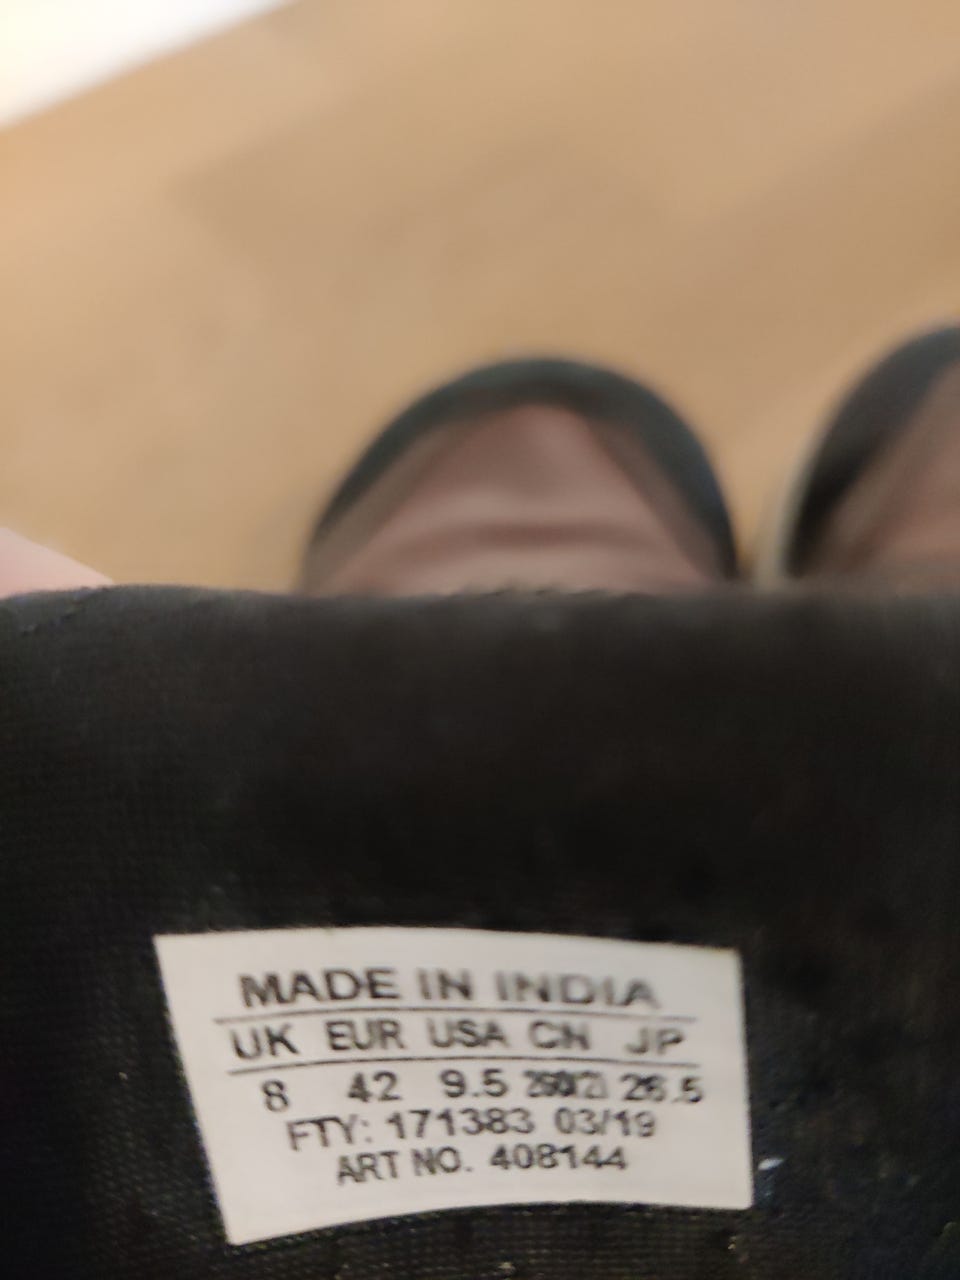 MADE IN INDIA
UK EUR USA CN JP
8 42 9.5 26.5
FTY: 171383 03/19
ART NO. 408144